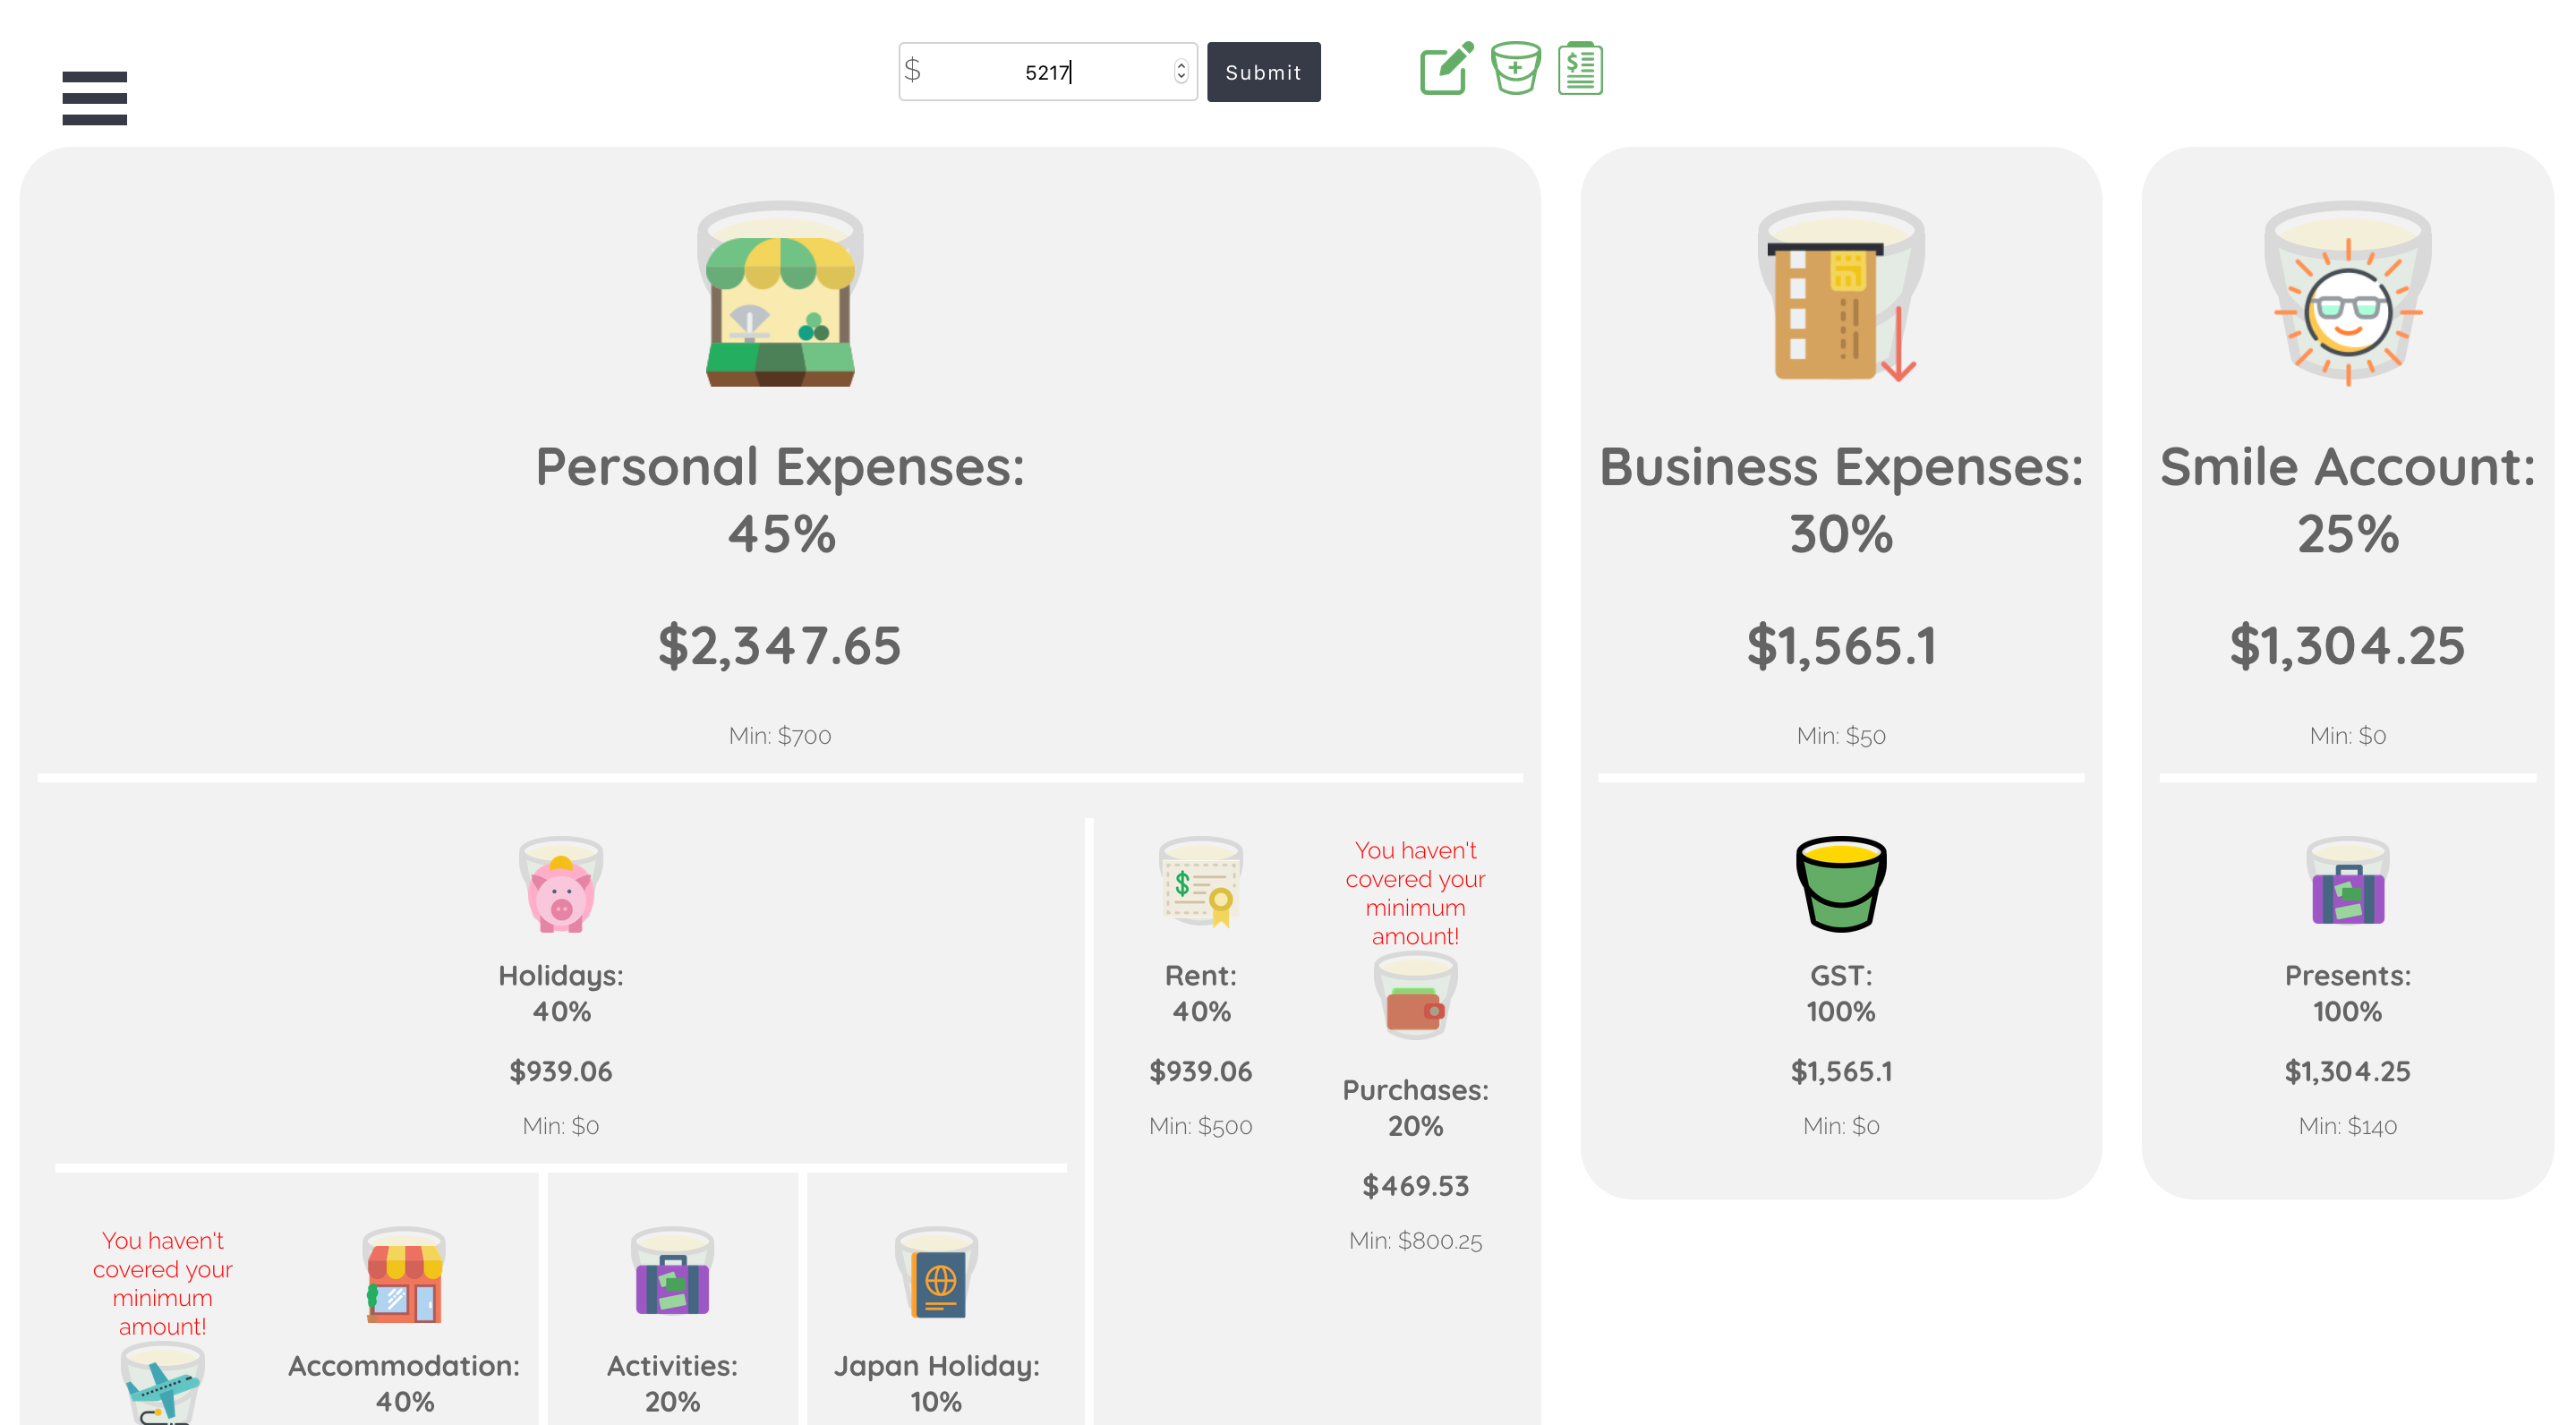 $ 5217
Submit
Personal Expenses:
45%
$2,347.65
Min: $700
Business Expenses:
30%
$1,565.1
Min: $50
Smile Account:
25%
$1,304.25
Min: $0
Holidays:
40%
$939.06
Min: $0
Rent:
40%
$939.06
Min: $500
You haven't
covered your
minimum
amount!
Purchases:
20%
$469.53
Min: $800.25
GST:
100%
$1,565.1
Min: $0
Presents:
100%
$1,304.25
Min: $140
You haven't
covered your
minimum
amount!
Accommodation:
40%
Activities:
20%
Japan Holiday:
10%